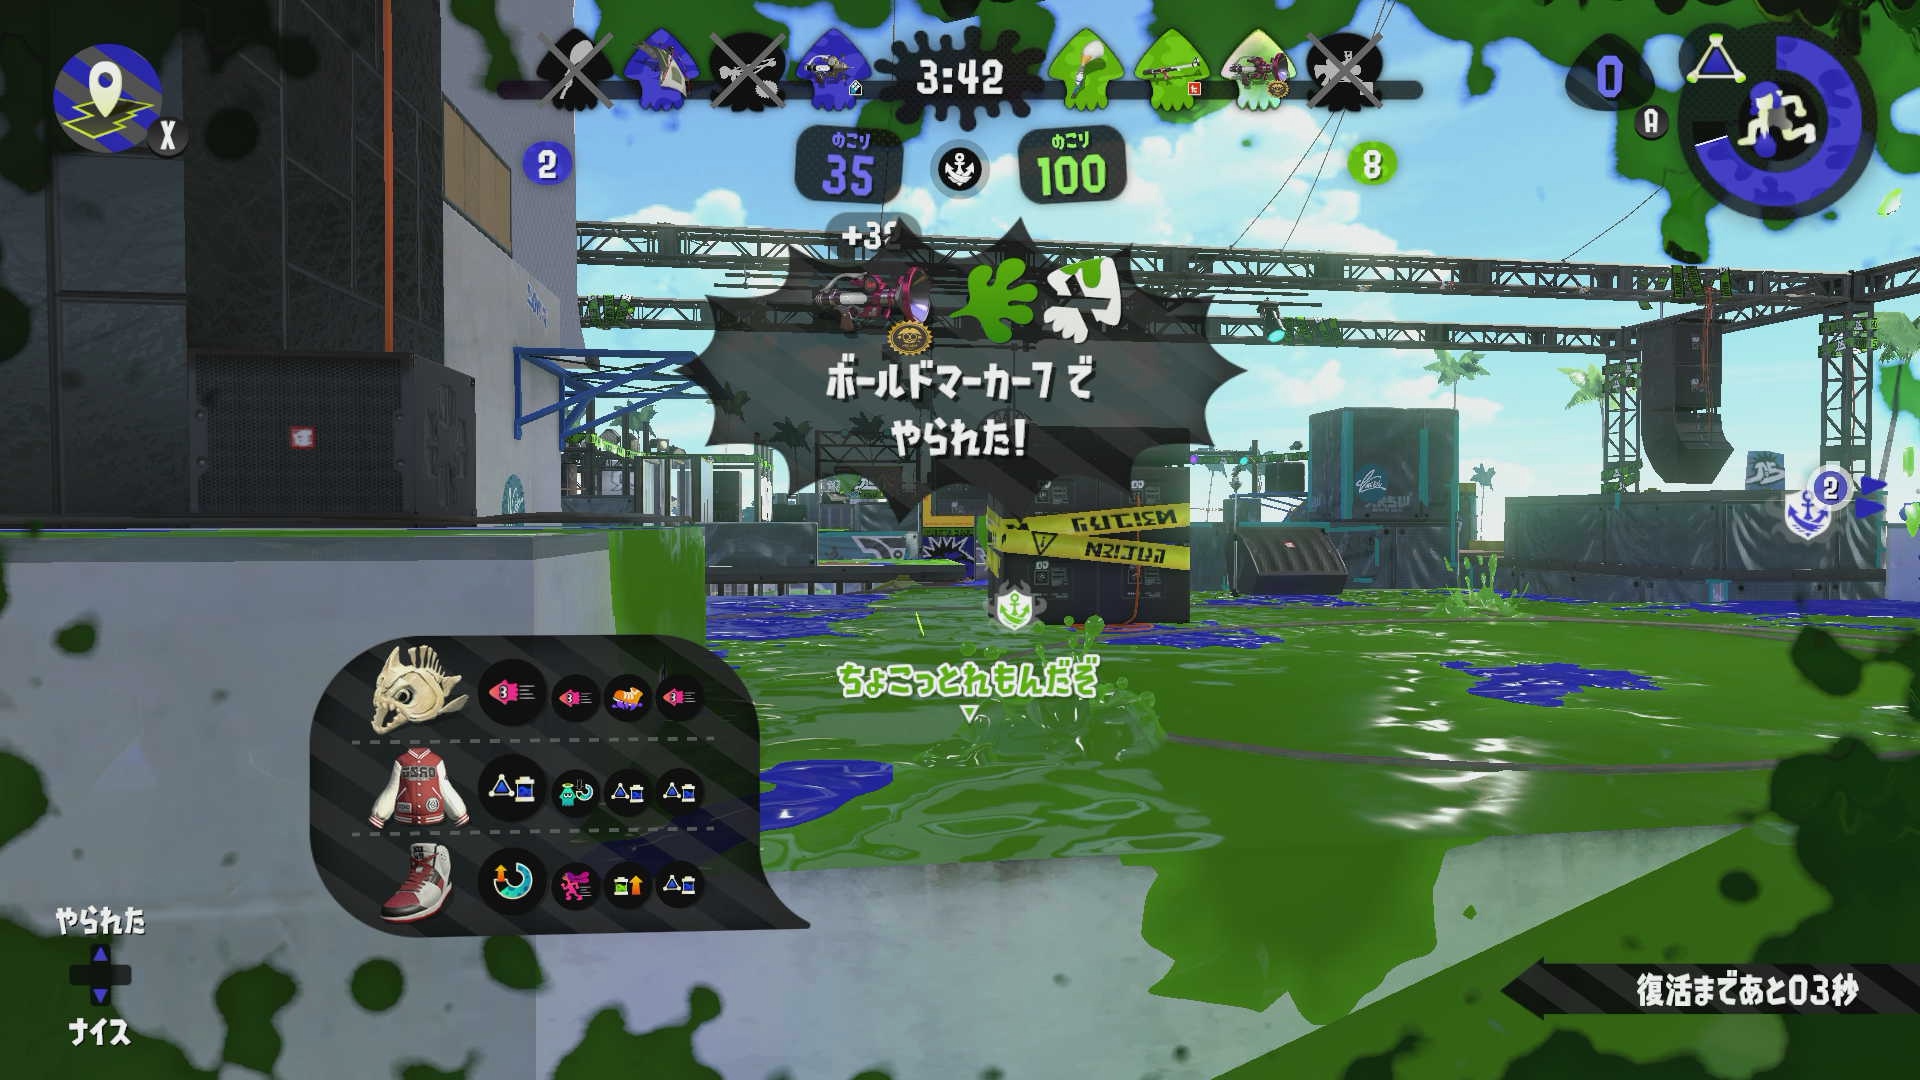 X
3:42
2
のこり
35
のこり
100
8
0
A
ボールドマーカー7で
やられた!
2
ちょこっとれもんだぞ
やられた
ナイス
復活まであと03秒